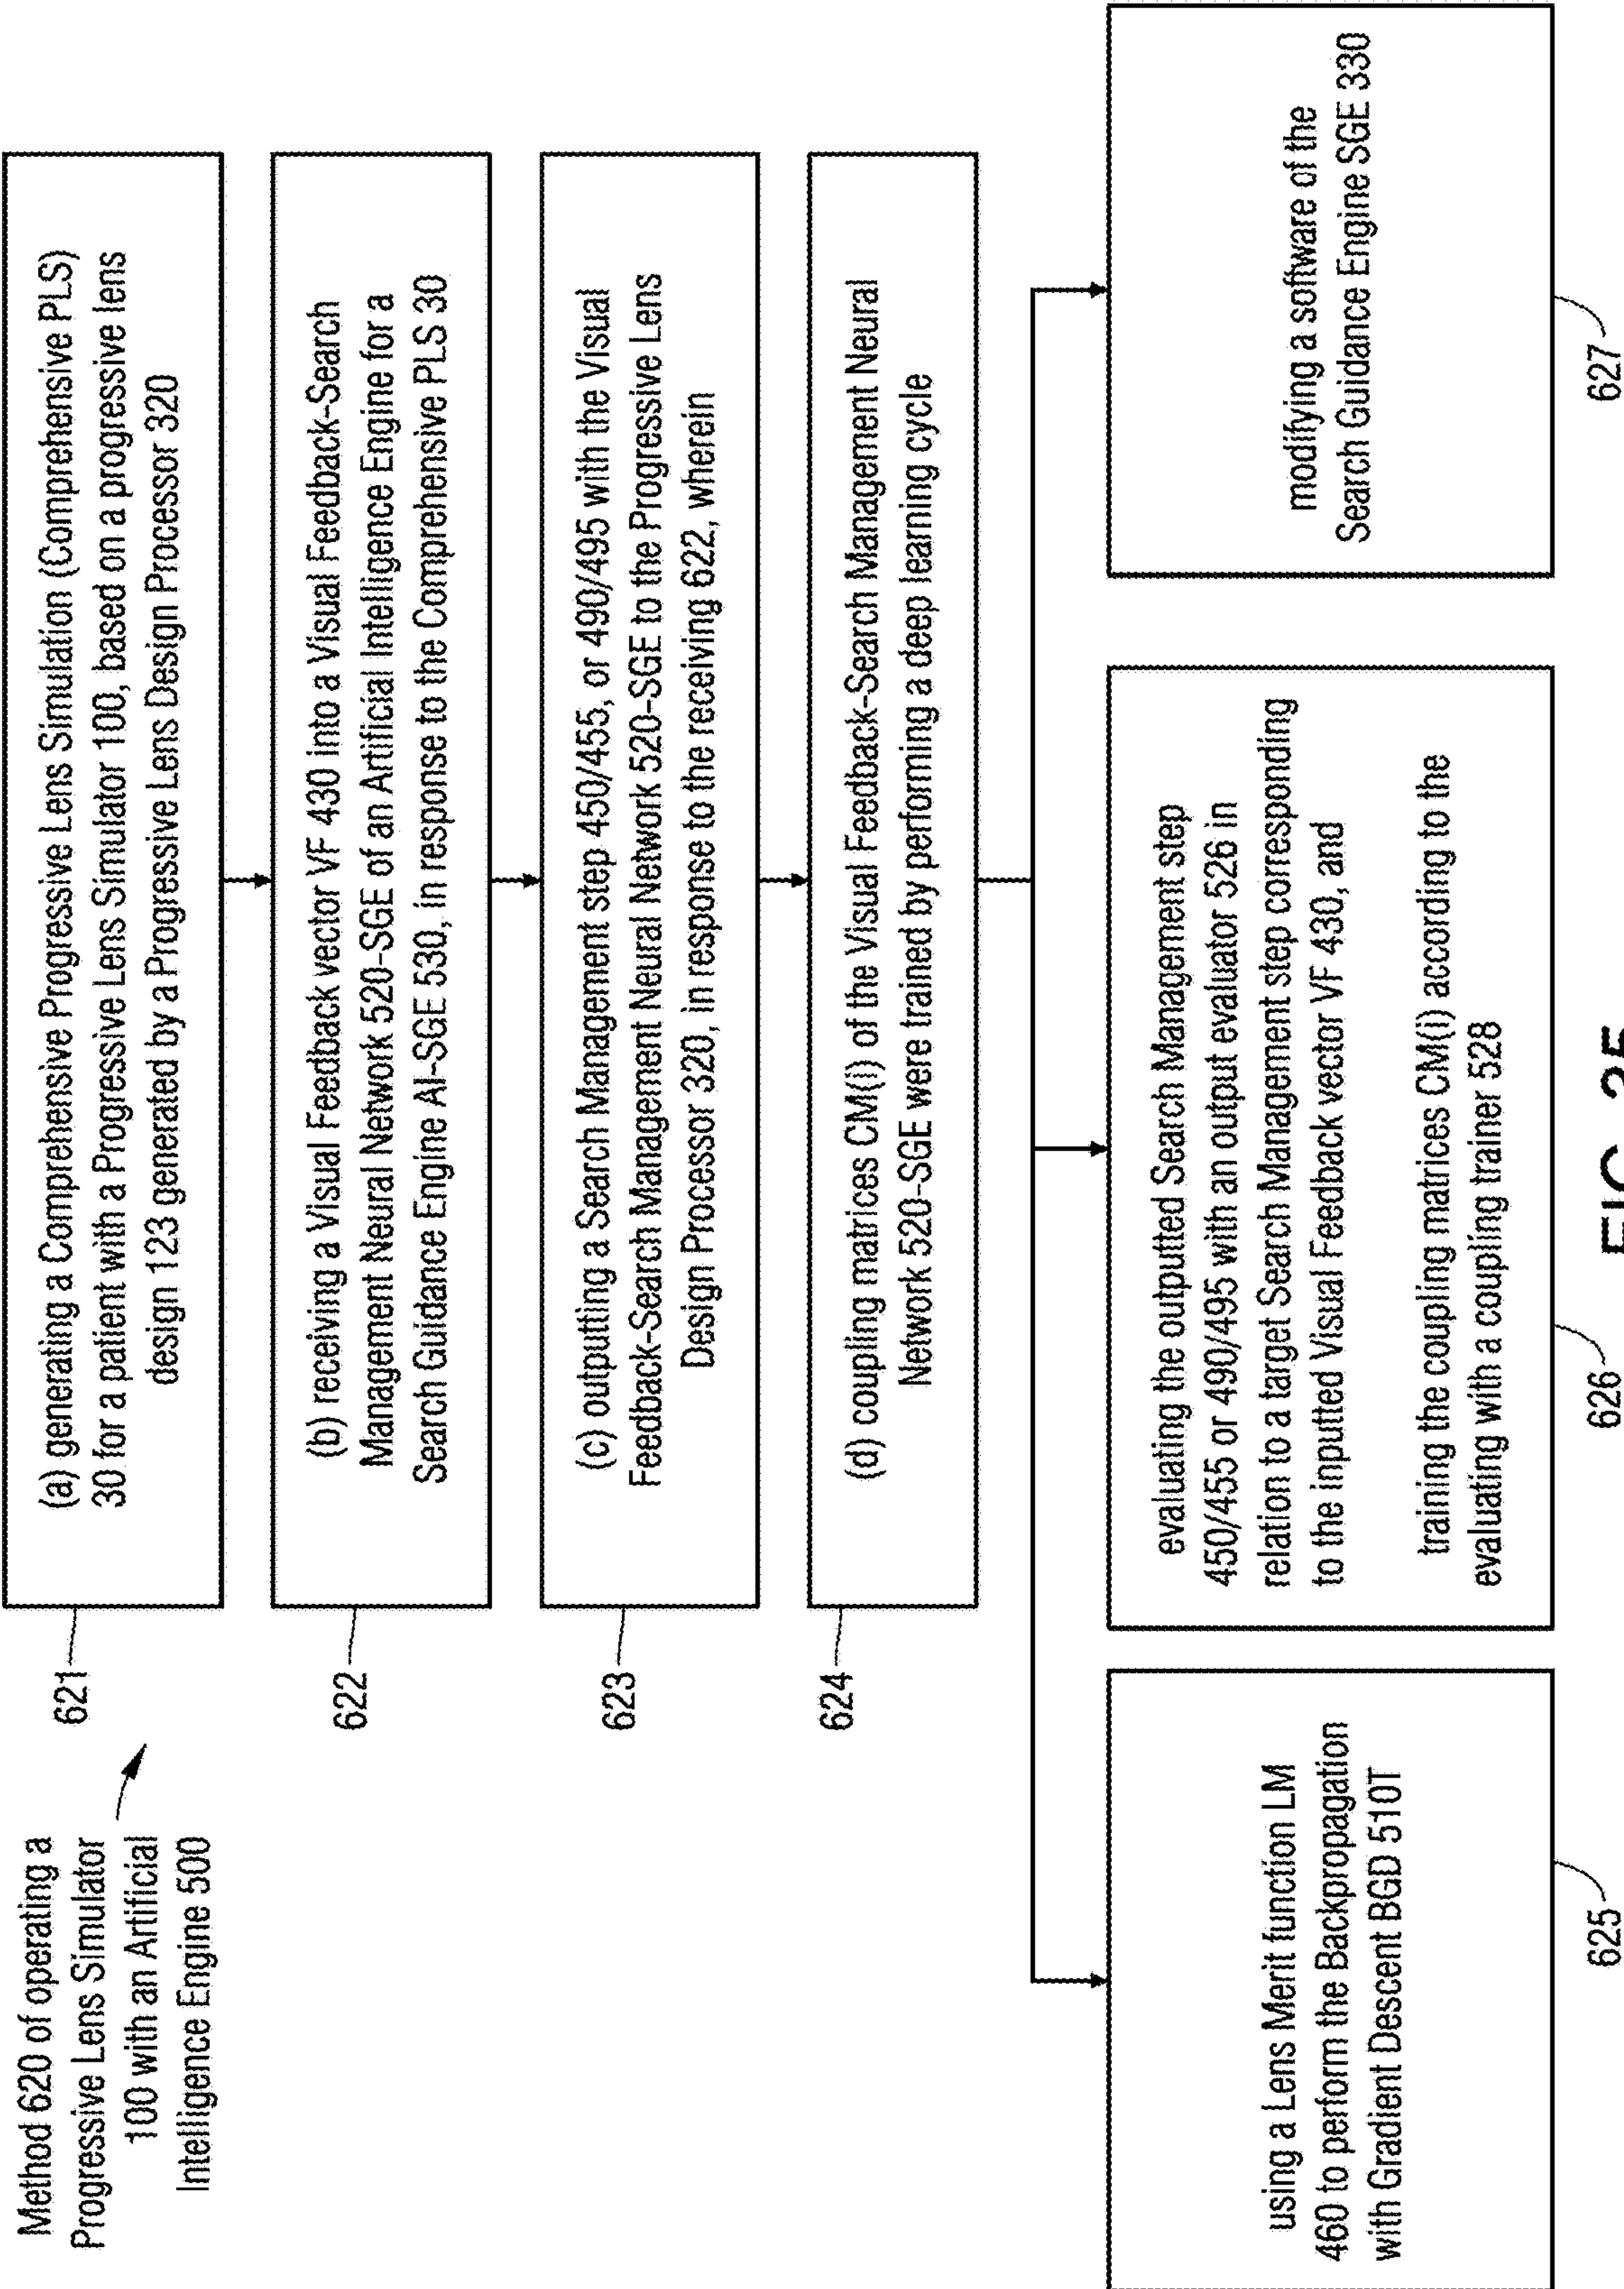 Method 620 of operating a
Progressive Lens Simulator
100 with an Artificial
Intelligence Engine 500
621
(a) generating a Comprehensive Progressive Lens Simulation (Comprehensive PLS)
30 for a patient with a Progressive Lens Simulator 100, based on a progressive lens
design 123 generated by a Progressive Lens Design Processor 320
622
(b) receiving a Visual Feedback vector VF 430 into a Visual Feedback-Search
Management Neural Network 520-SGE of an Artificial Intelligence Engine for a
Search Guidance Engine AI-SGE 530, in response to the Comprehensive PLS 30
623
(c) outputting a Search Management step 450/455, or 490/495 with the Visual
Feedback-Search Management Neural Network 520-SGE to the Progressive Lens
Design Processor 320, in response to the receiving 622, wherein
624
(d) coupling matrices CM(i) of the Visual Feedback-Search Management Neural
Network 520-SGE were trained by performing a deep learning cycle
using a Lens Merit function LM
460 to perform the Backpropagation
with Gradient Descent BGD 510T
625
evaluating the outputted Search Management step
450/455 or 490/495 with an output evaluator 526 in
relation to a target Search Management step corresponding
to the inputted Visual Feedback vector VF 430, and
training the coupling matrices CM(i) according to the
evaluating with a coupling trainer 528
626
modifying a software of the
Search Guidance Engine SGE 330
627
FIG.